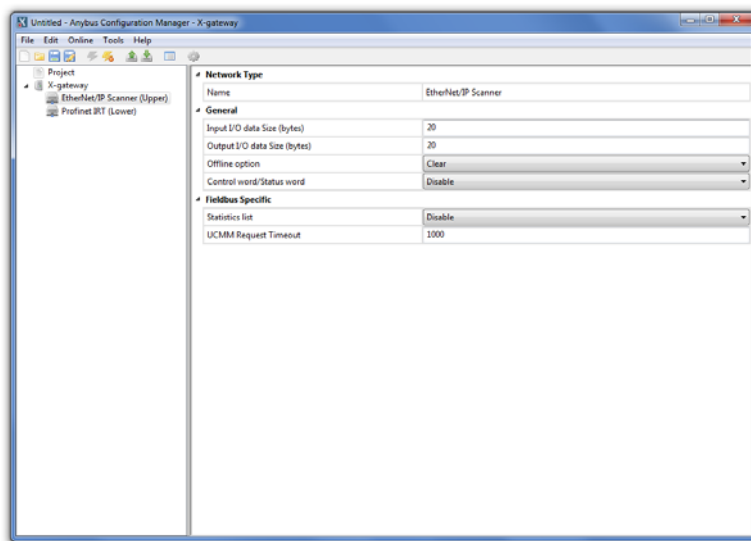 Untitled - Anybus Configuration Manager - X-gateway
File Edit Online Tools Help
Project
X-gateway
EtherNet/IP Scanner (Upper)
Profinet IRT (Lower)
Network Type
Name EtherNet/IP Scanner
General
Input I/O data Size (bytes) 20
Output I/O data Size (bytes) 20
Offline option Clear
Control word/Status word Disable
Fieldbus Specific
Statistics list Disable
UCMM Request Timeout 1000